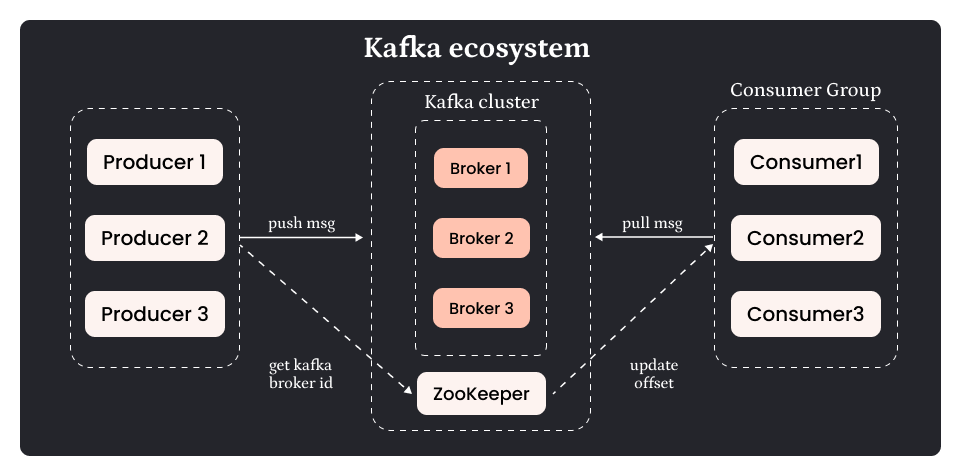 Kafka ecosystem
Producer 1
Producer 2
Producer 3
push msg
get kafka
broker id
Kafka cluster
Broker 1
Broker 2
Broker 3
ZooKeeper
pull msg
update
offset
Consumer Group
Consumer1
Consumer2
Consumer3